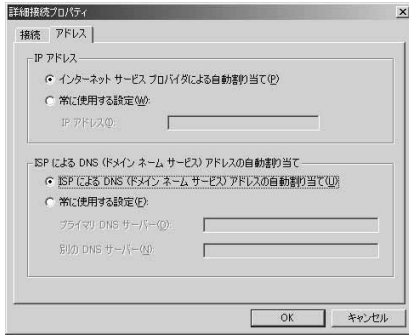 詳細接続プロパティ
接続 アドレス
IP アドレス
インターネット サービス プロバイダによる自動割り当て(P)
常に使用する設定(W):
IP アドレス(I):
ISP による DNS (ドメイン ネーム サービス) アドレスの自動割り当て
ISP による DNS (ドメイン ネーム サービス) アドレスの自動割り当て(U)
常に使用する設定(F):
プライマリ DNS サーバー(D):
別の DNS サーバー(N):
OK キャンセル